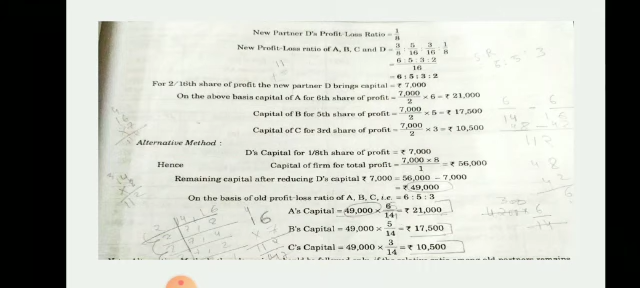 New Partner D's Profit-Loss Ratio = 1/8
New Profit-Loss ratio of A, B, C and D = 3/8 : 5/16 : 3/16 : 1/8
= 6 : 5 : 3 : 2 / 16
= 6 : 5 : 3 : 2
For 2/16th share of profit the new partner D brings capital = ₹ 7,000
On the above basis capital of A for 6th share of profit = 7,000/2 × 6 = ₹ 21,000
Capital of B for 5th share of profit = 7,000/2 × 5 = ₹ 17,500
Capital of C for 3rd share of profit = 7,000/2 × 3 = ₹ 10,500
Alternative Method :
D's Capital for 1/8th share of profit = ₹ 7,000
Hence Capital of firm for total profit = 7,000 × 8 / 1 = ₹ 56,000
Remaining capital after reducing D's capital ₹ 7,000 = 56,000 - 7,000
= ₹ 49,000
On the basis of old profit-loss ratio of A, B, C, i.e. = 6 : 5 : 3
A's Capital = 49,000 × 6/14 = ₹ 21,000
B's Capital = 49,000 × 5/14 = ₹ 17,500
C's Capital = 49,000 × 3/14 = ₹ 10,500